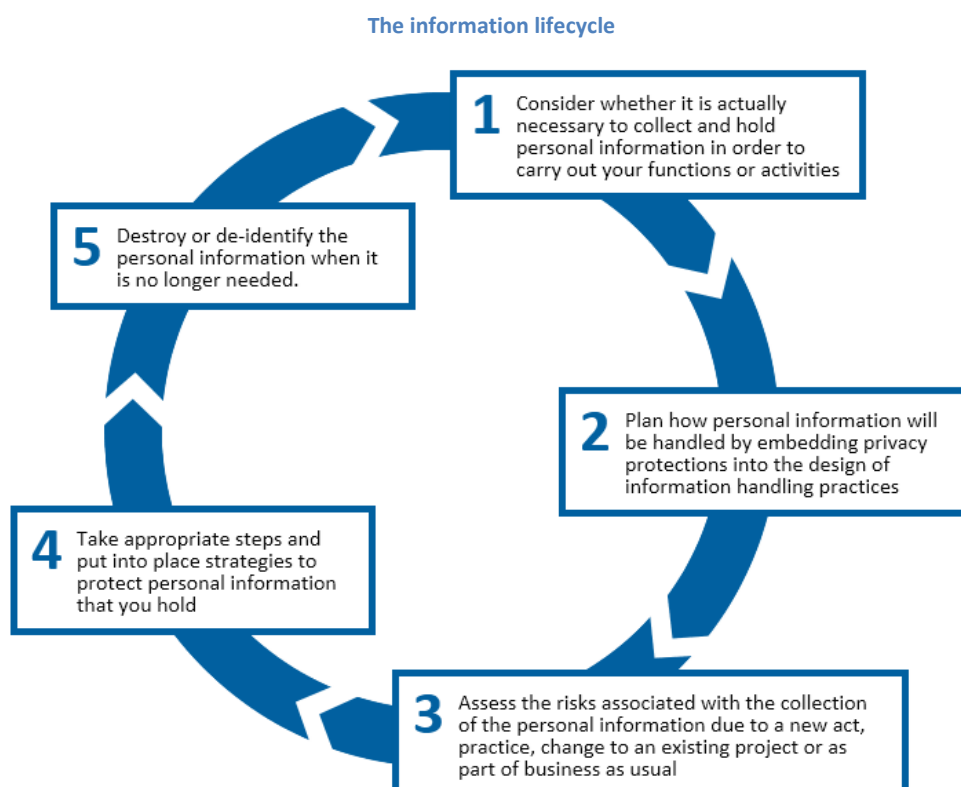 The information lifecycle
1
Consider whether it is actually
necessary to collect and hold
personal information in order to
carry out your functions or activities
2
Plan how personal information will
be handled by embedding privacy
protections into the design of
information handling practices
3
Assess the risks associated with the collection
of the personal information due to a new act,
practice, change to an existing project or as
part of business as usual
4
Take appropriate steps and
put into place strategies to
protect personal information
that you hold
5
Destroy or de-identify the
personal information when it
is no longer needed.